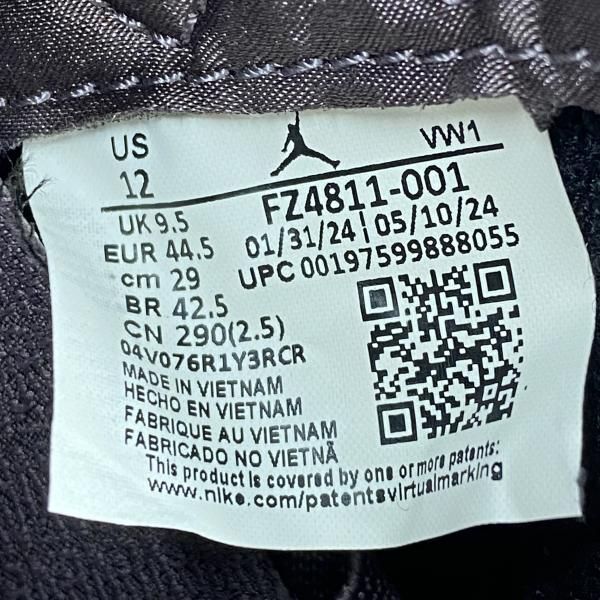 US VW1
12 FZ4811-001
UK 9.5 01/31/24 | 05/10/24
EUR 44.5 UPC 00197599888055
cm 29
BR 42.5
CN 290(2.5)
04V076R1Y3RCR
MADE IN VIETNAM
HECHO EN VIETNAM
FABRIQUE AU VIETNAM
FABRICADO NO VIETNÃ
This product is covered by one or more patents:
www.nike.com/patentsvirtualmarking